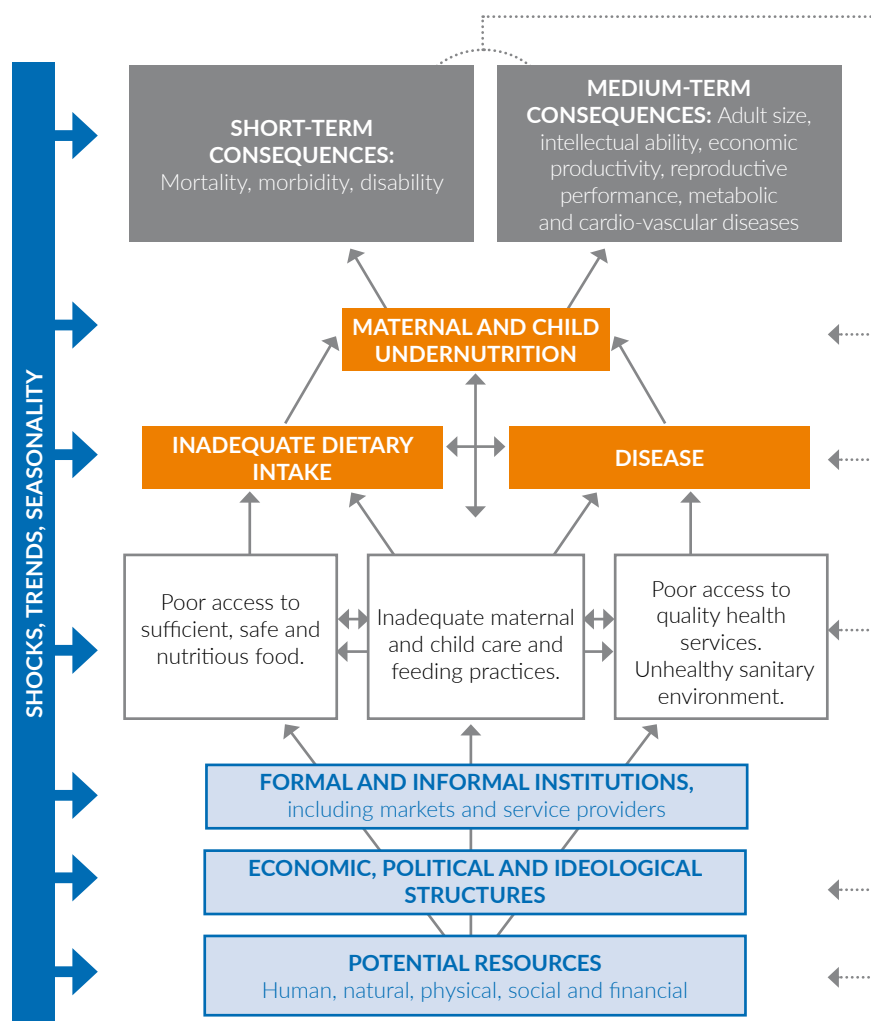 SHOCKS, TRENDS, SEASONALITY
SHORT-TERM
CONSEQUENCES:
Mortality, morbidity, disability
MEDIUM-TERM
CONSEQUENCES: Adult size,
intellectual ability, economic
productivity, reproductive
performance, metabolic
and cardio-vascular diseases
MATERNAL AND CHILD
UNDERNUTRITION
INADEQUATE DIETARY
INTAKE
DISEASE
Poor access to
sufficient, safe and
nutritious food.
Inadequate maternal
and child care and
feeding practices.
Poor access to
quality health
services.
Unhealthy sanitary
environment.
FORMAL AND INFORMAL INSTITUTIONS,
including markets and service providers
ECONOMIC, POLITICAL AND IDEOLOGICAL
STRUCTURES
POTENTIAL RESOURCES
Human, natural, physical, social and financial